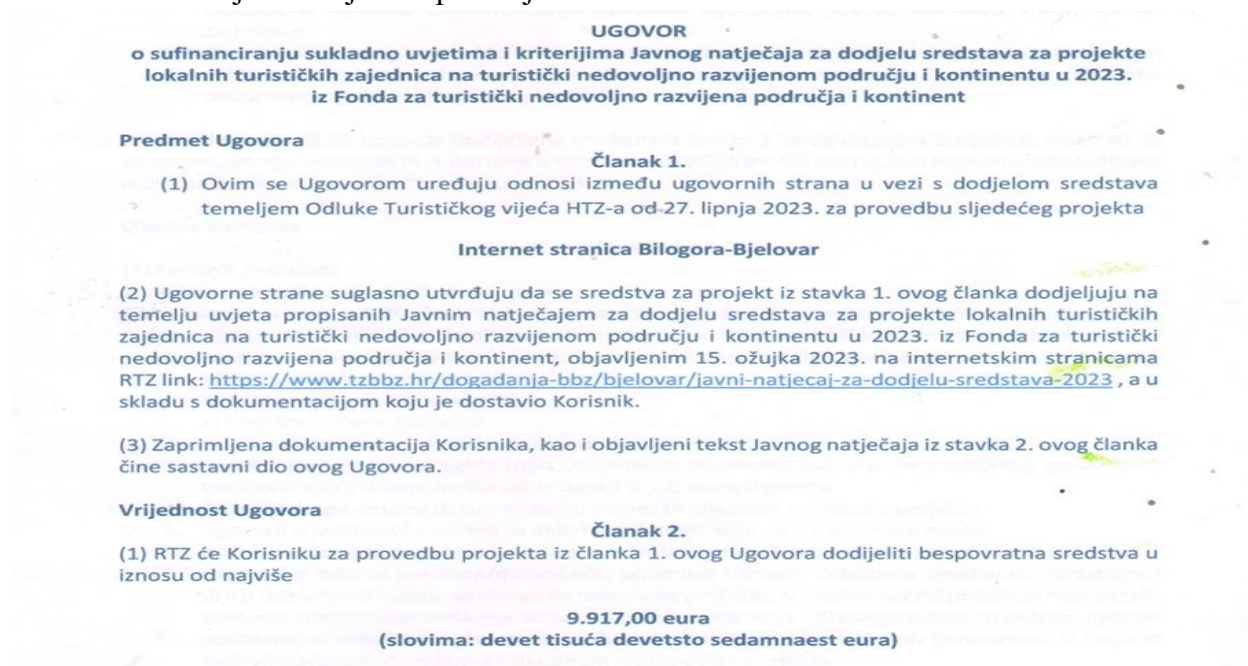 UGOVOR
o sufinanciranju sukladno uvjetima i kriterijima Javnog natječaja za dodjelu sredstava za projekte
lokalnih turističkih zajednica na turistički nedovoljno razvijenom području i kontinentu u 2023.
iz Fonda za turistički nedovoljno razvijena područja i kontinent
Predmet Ugovora
Članak 1.
(1) Ovim se Ugovorom uređuju odnosi između ugovornih strana u vezi s dodjelom sredstava
temeljem Odluke Turističkog vijeća HTZ-a od 27. lipnja 2023. za provedbu sljedećeg projekta
Internet stranica Bilogora-Bjelovar
(2) Ugovorne strane suglasno utvrđuju da se sredstva za projekt iz stavka 1. ovog članka dodjeljuju na
temelju uvjeta propisanih Javnim natječajem za dodjelu sredstava za projekte lokalnih turističkih
zajednica na turistički nedovoljno razvijenom području i kontinentu u 2023. iz Fonda za turistički
nedovoljno razvijena područja i kontinent, objavljenim 15. ožujka 2023. na internetskim stranicama
RTZ link: https://www.tzbbz.hr/događanja-bbz/bjelovar/javni-natjecaj-za-dodjelu-sredstava-2023 , a u
skladu s dokumentacijom koju je dostavio Korisnik.
(3) Zaprimljena dokumentacija Korisnika, kao i objavljeni tekst Javnog natječaja iz stavka 2. ovog članka
čine sastavni dio ovog Ugovora.
Vrijednost Ugovora
Članak 2.
(1) RTZ će Korisniku za provedbu projekta iz članka 1. ovog Ugovora dodijeliti bespovratna sredstva u
iznosu od najviše
9.917,00 eura
(slovima: devet tisuća devetsto sedamnaest eura)